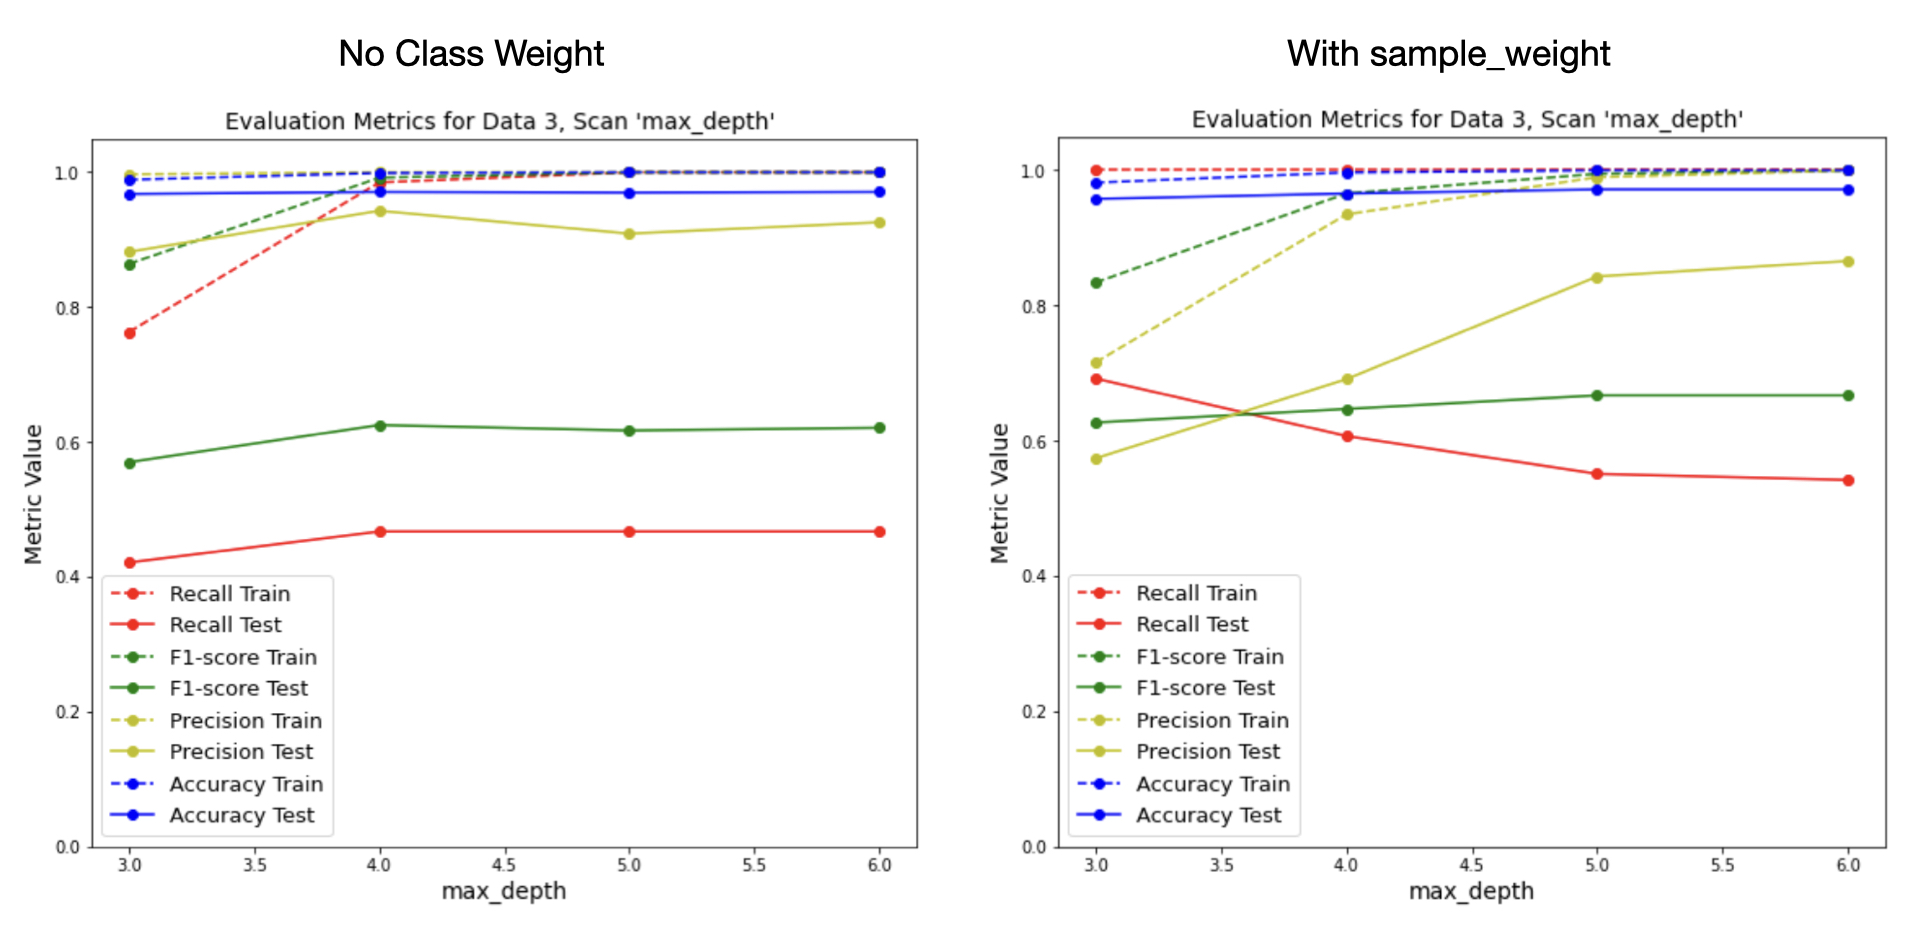 No Class Weight
With sample_weight
Evaluation Metrics for Data 3, Scan 'max_depth'
Metric Value
1.0
0.8
0.6
0.4
0.2
0.0
Recall Train
Recall Test
F1-score Train
F1-score Test
Precision Train
Precision Test
Accuracy Train
Accuracy Test
3.0 3.5 4.0 4.5 5.0 5.5 6.0
max_depth
Evaluation Metrics for Data 3, Scan 'max_depth'
Metric Value
1.0
0.8
0.6
0.4
0.2
0.0
Recall Train
Recall Test
F1-score Train
F1-score Test
Precision Train
Precision Test
Accuracy Train
Accuracy Test
3.0 3.5 4.0 4.5 5.0 5.5 6.0
max_depth